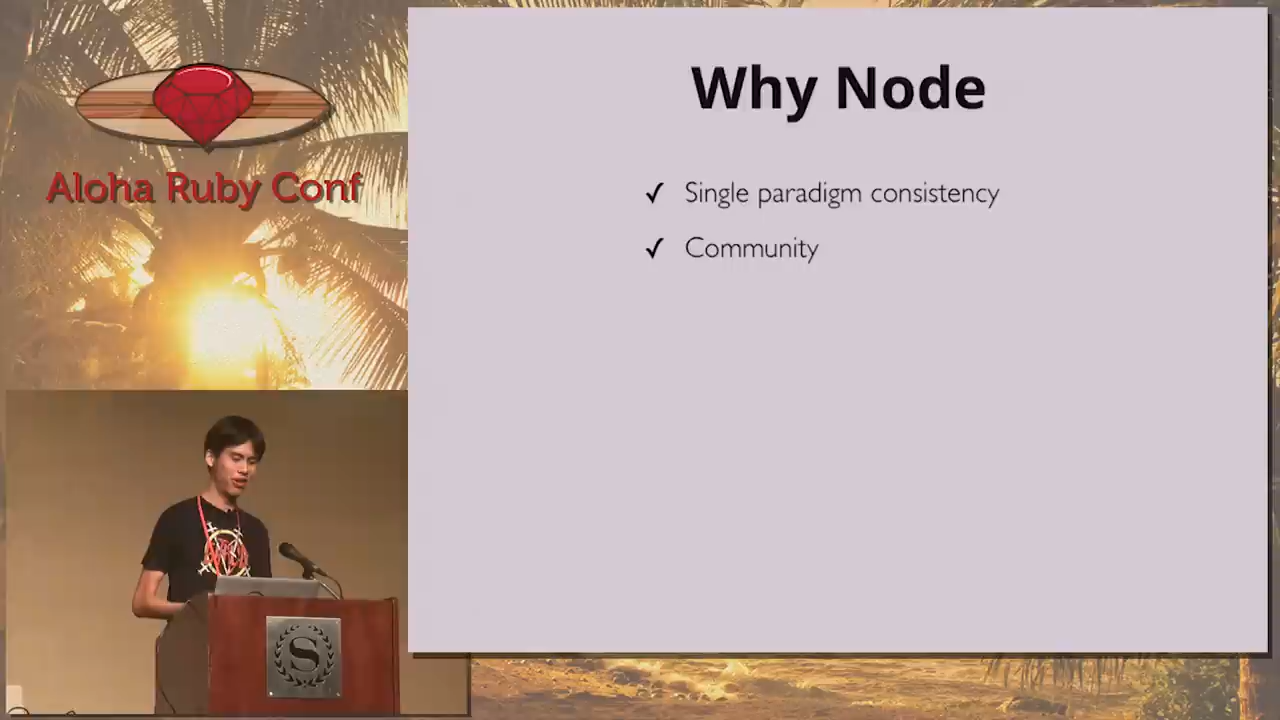 Aloha Ruby Conf
Why Node
✓ Single paradigm consistency
✓ Community
S